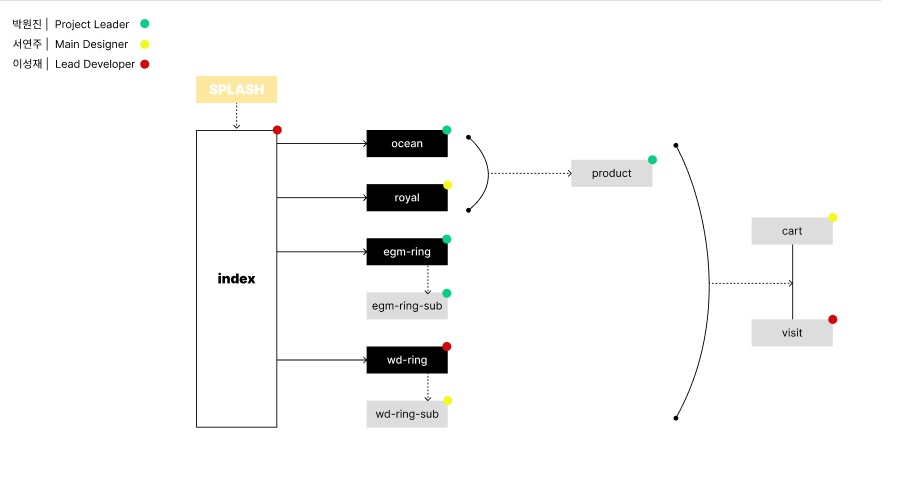 박원진 | Project Leader
서연주 | Main Designer
이성재 | Lead Developer
SPLASH
index
ocean
royal
egm-ring
egm-ring-sub
wd-ring
wd-ring-sub
product
cart
visit